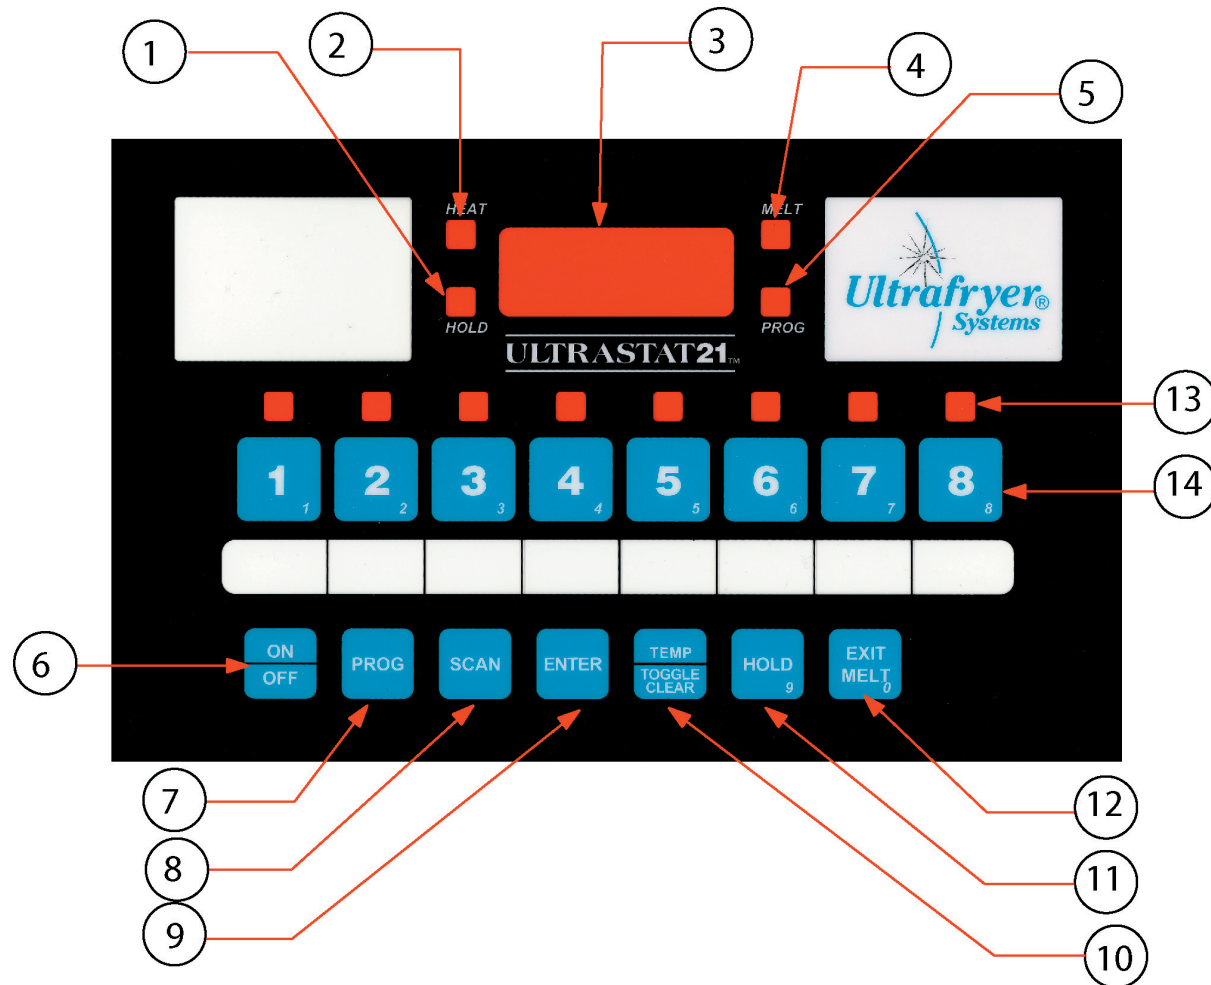 1
2
3
4
5
HEAT
MELT
HOLD
PROG
Ultrafryer®
Systems
ULTRASTAT21™
13
1 1
2 2
3 3
4 4
5 5
6 6
7 7
8 8
14
6
ON
OFF
PROG
SCAN
ENTER
TEMP
TOGGLE
CLEAR
HOLD
9
EXIT
MELT
0
7
8
9
12
11
10